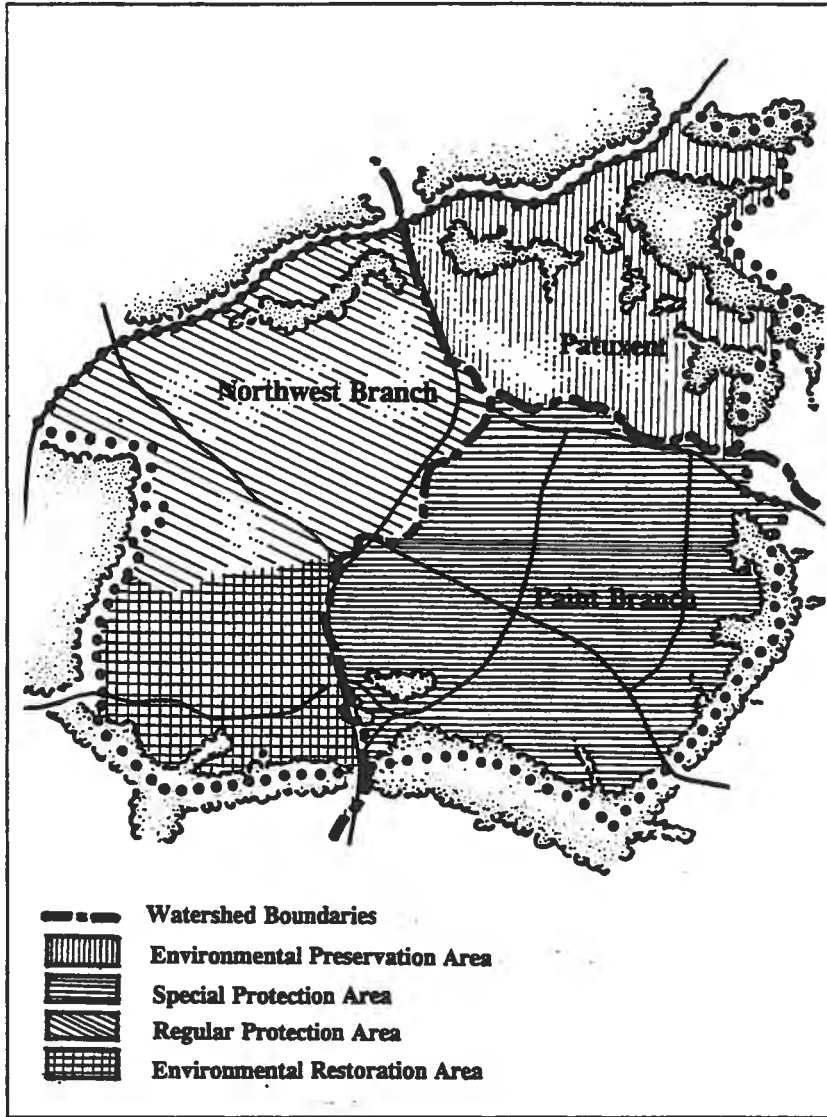 Patuxent
Northwest Branch
Paint Branch
Watershed Boundaries
Environmental Preservation Area
Special Protection Area
Regular Protection Area
Environmental Restoration Area